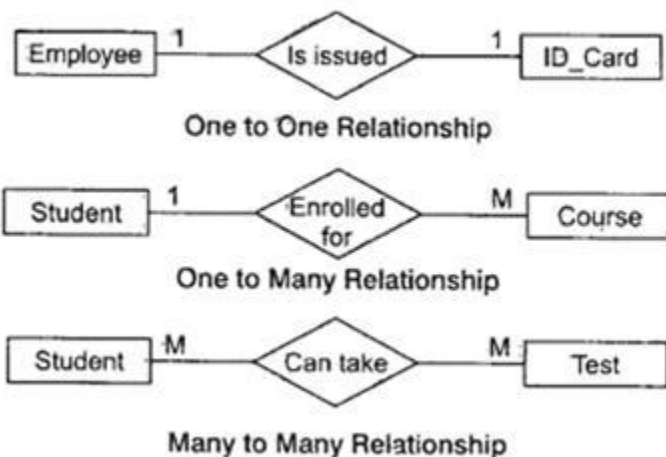 Employee 1 Is issued 1 ID_Card
One to One Relationship
Student 1 Enrolled for M Course
One to Many Relationship
Student M Can take M Test
Many to Many Relationship